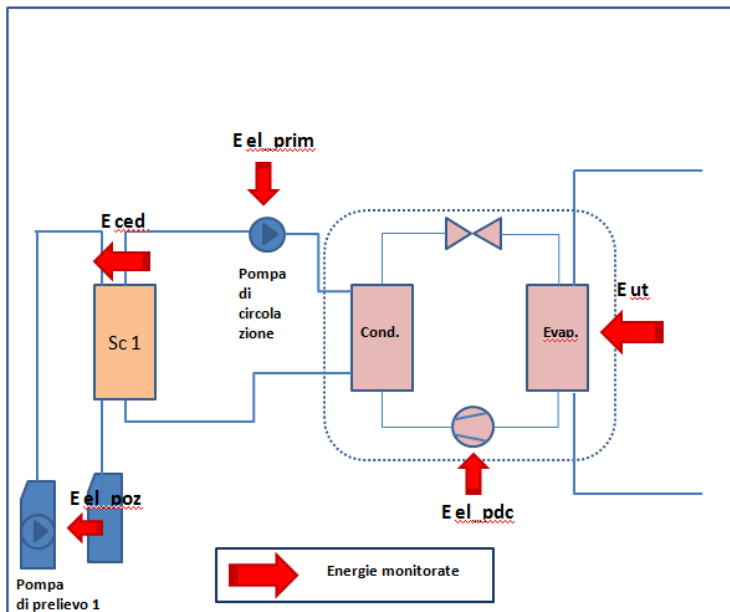 E el_prim
E ced
Pompa
di
circola
zione
E ut
Sc 1
Cond.
Evap.
E el_poz
E el_pdc
Energie monitorate
Pompa
di prelievo 1